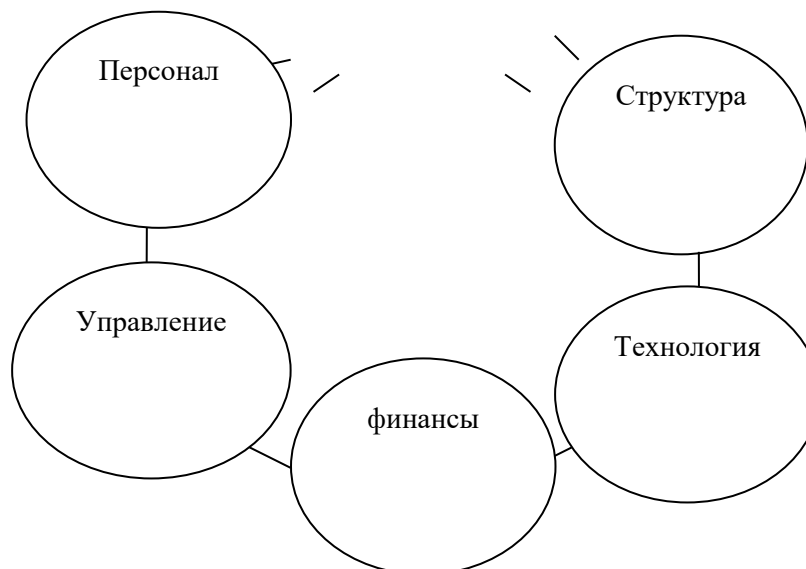 Персонал
Структура
Управление
Технология
финансы